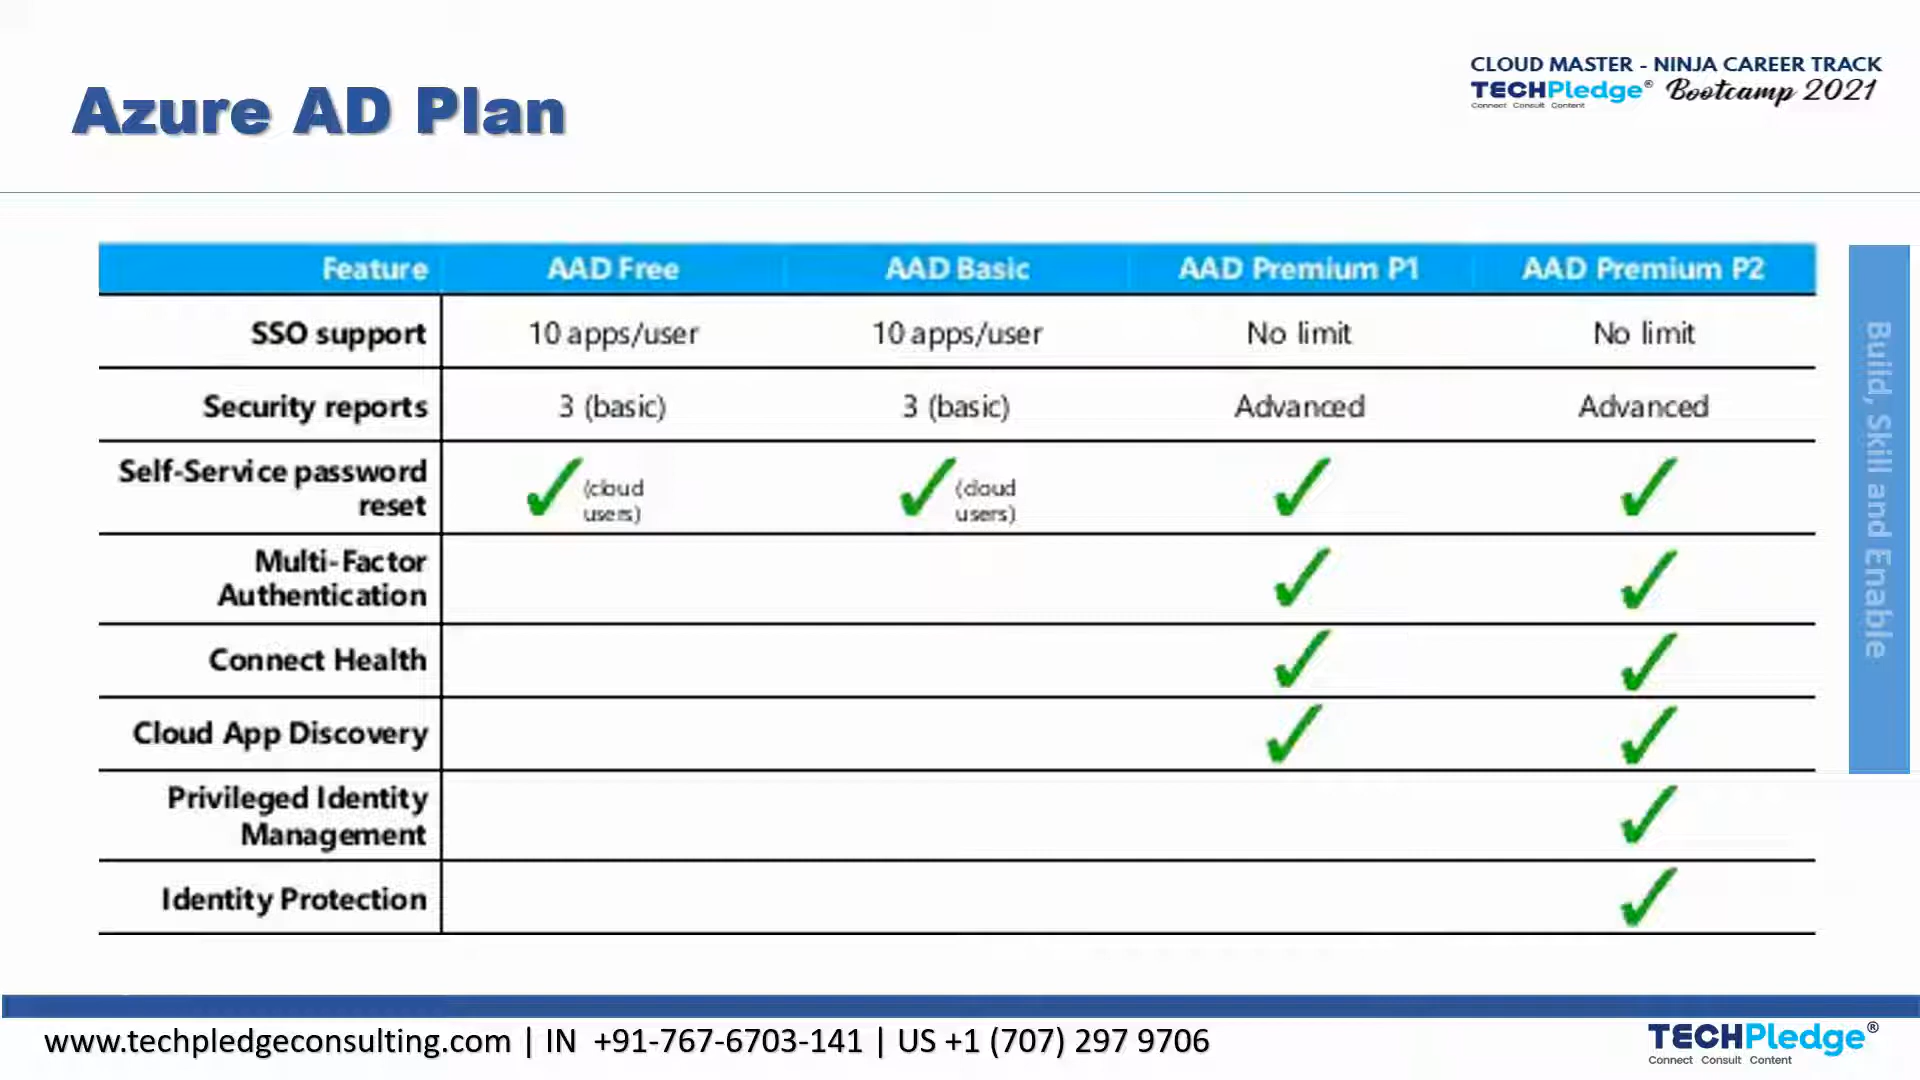 Azure AD Plan
CLOUD MASTER - NINJA CAREER TRACK
TECHPledge® Bootcamp 2021
Connect Consult Content
Feature AAD Free AAD Basic AAD Premium P1 AAD Premium P2
SSO support 10 apps/user 10 apps/user No limit No limit
Security reports 3 (basic) 3 (basic) Advanced Advanced
Self-Service password
reset
(cloud
users)
(cloud
users)
Multi-Factor
Authentication
Connect Health
Cloud App Discovery
Privileged Identity
Management
Identity Protection
Build, Skill and Enable
www.techpledgeconsulting.com | IN +91-767-6703-141 | US +1 (707) 297 9706
TECHPledge®
Connect Consult Content